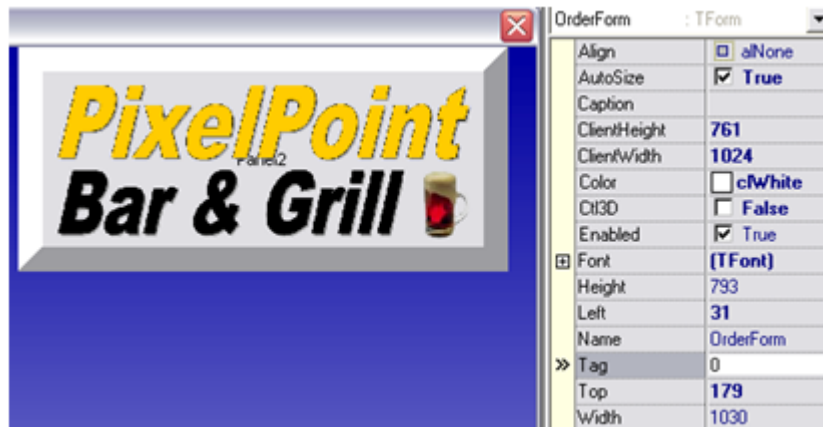 PixelPoint
Panel2
Bar & Grill
OrderForm : TForm
Align alNone
AutoSize True
Caption
ClientHeight 761
ClientWidth 1024
Color clWhite
Ctl3D False
Enabled True
Font (TFont)
Height 793
Left 31
Name OrderForm
Tag 0
Top 179
Width 1030